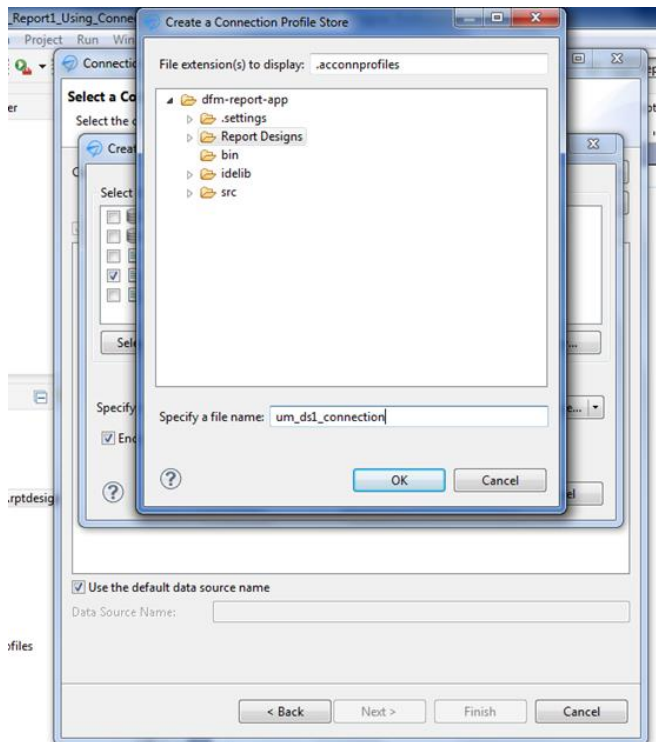 _Report1_Using_Conne
Create a Connection Profile Store
Project Run Win
Connectio
File extension(s) to display: .acconnprofiles
er
Select a Co
Select the c
dfm-report-app
.settings
Report Designs
bin
idelib
src
Creat
Select
Sele
...
Specify
Specify a file name: um_ds1_connection
e...
Enc
OK
Cancel
el
.rptdesig
Use the default data source name
Data Source Name:
ofiles
< Back
Next >
Finish
Cancel